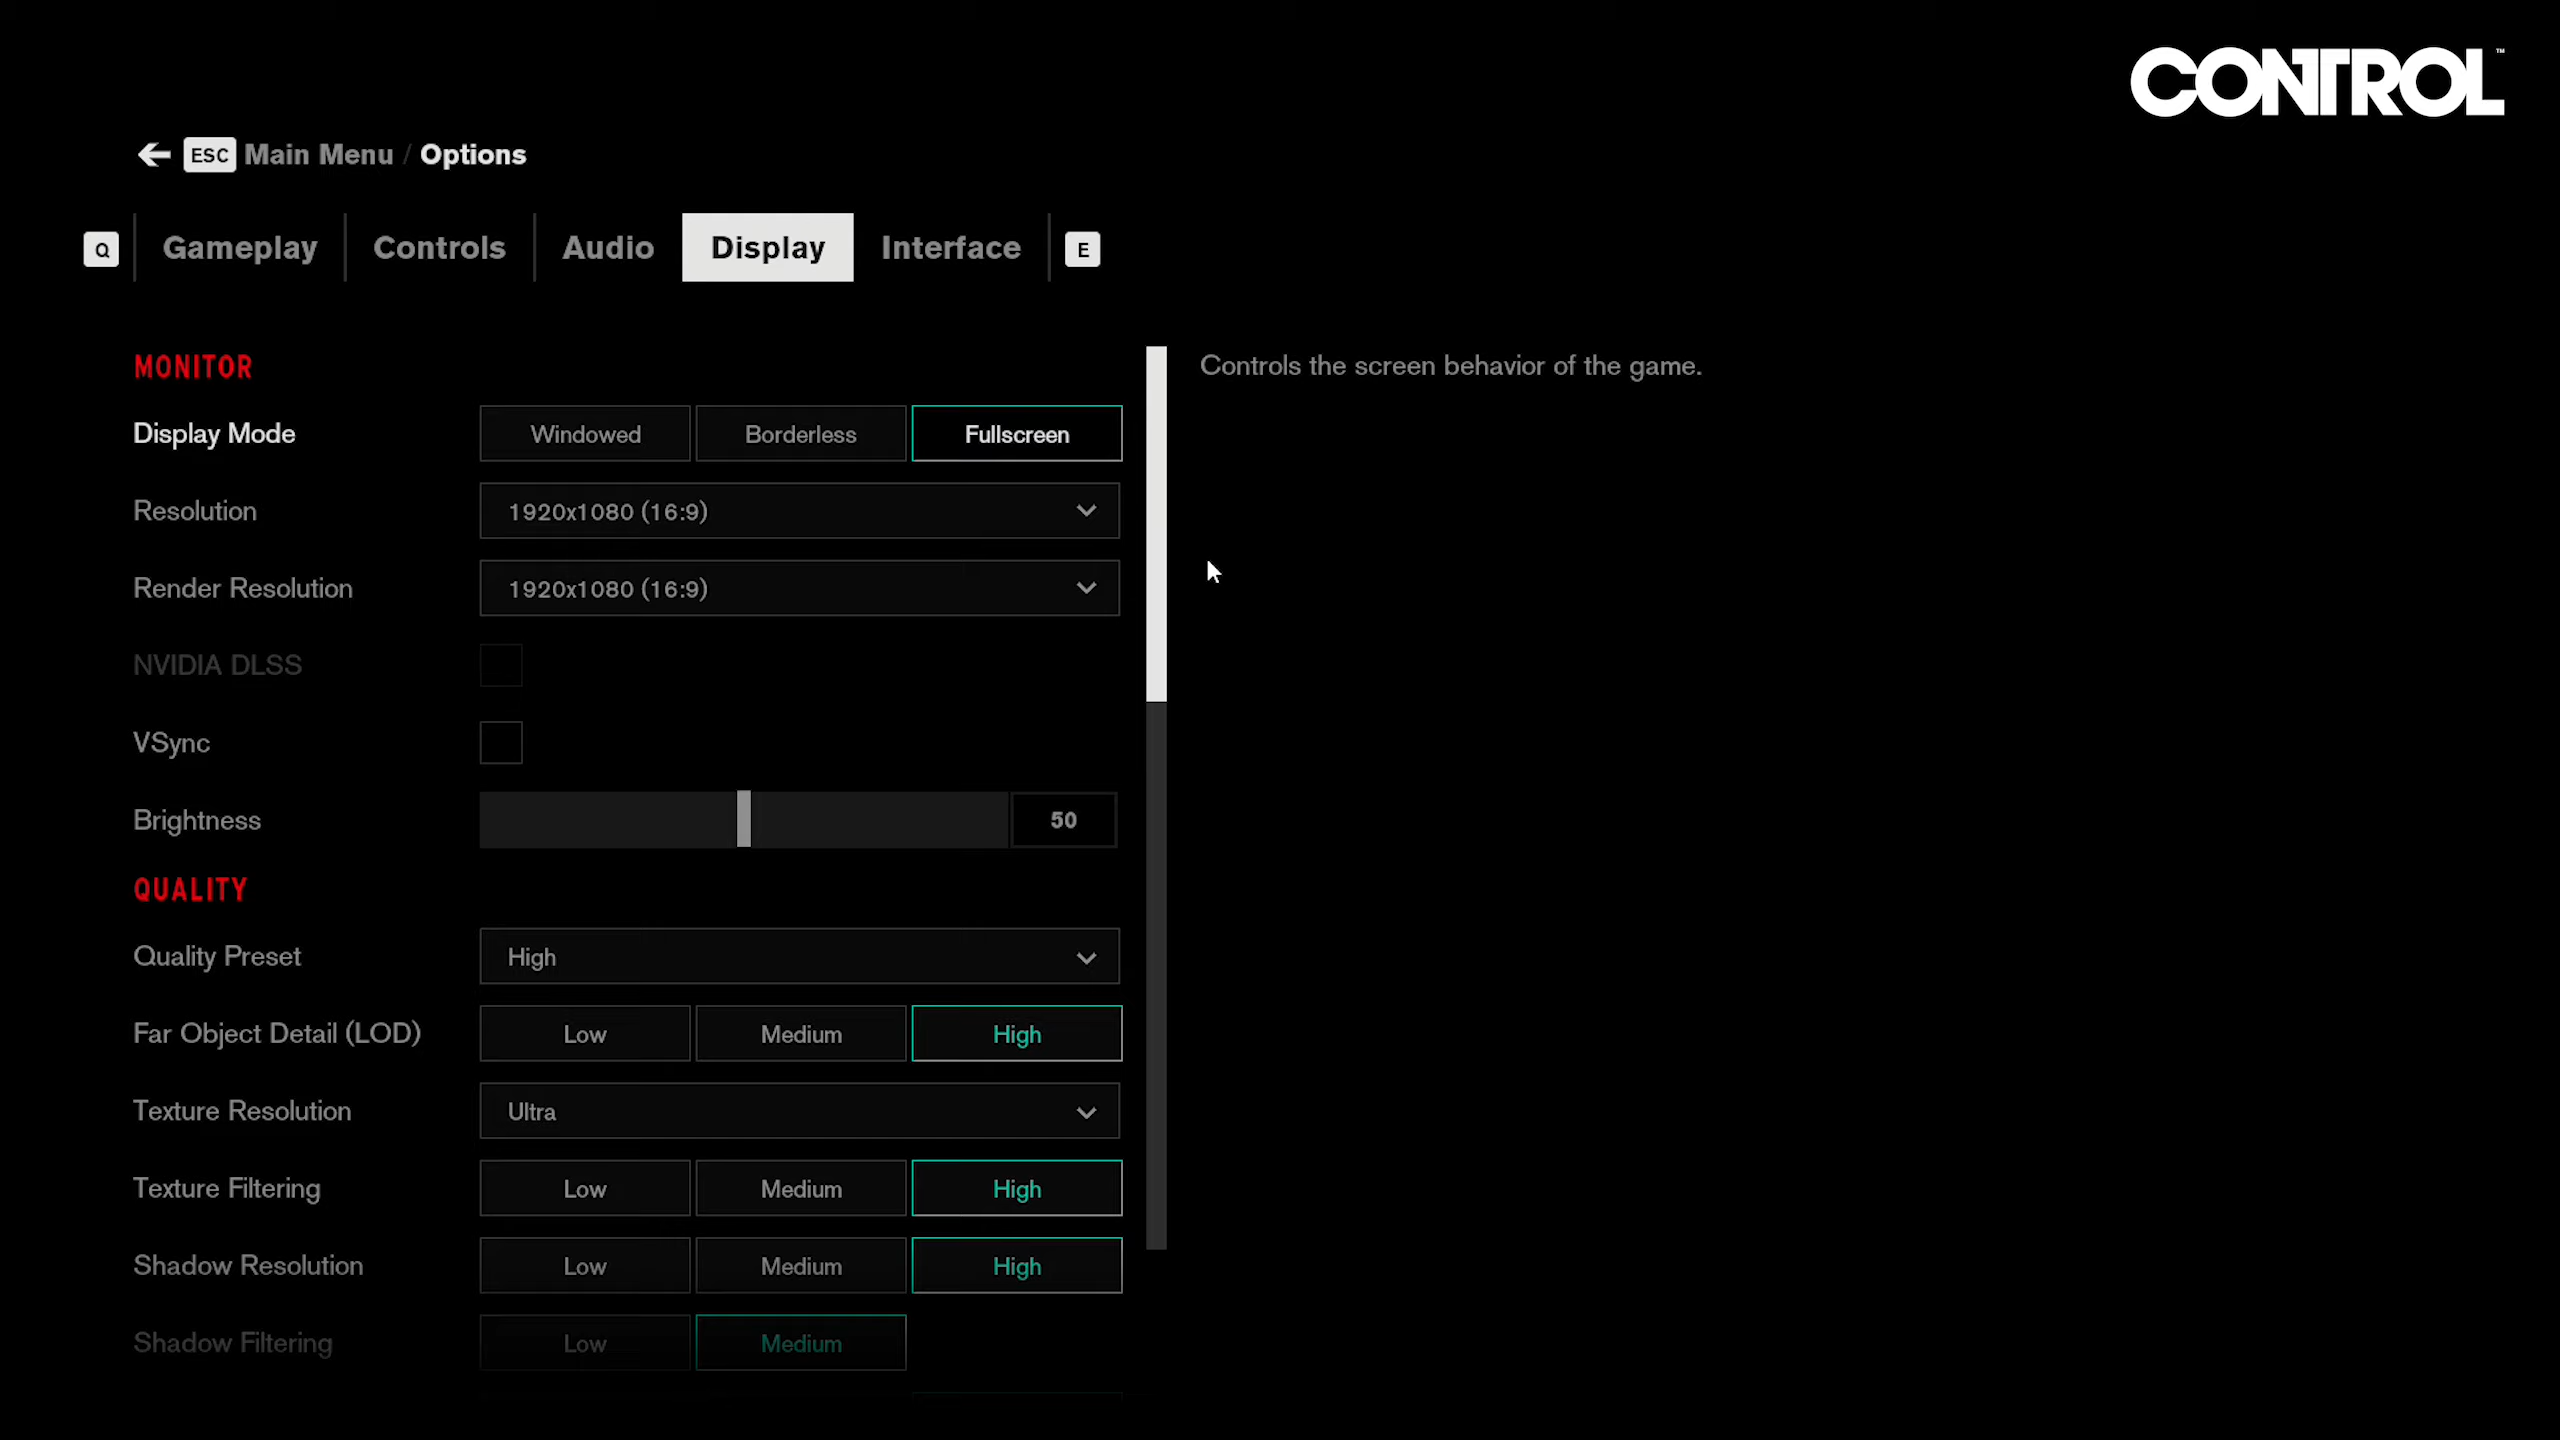 CONTROL™
ESC Main Menu / Options
Q Gameplay Controls Audio Display Interface E
MONITOR
Controls the screen behavior of the game.
Display Mode Windowed Borderless Fullscreen
Resolution 1920x1080 (16:9)
Render Resolution 1920x1080 (16:9)
NVIDIA DLSS
VSync
Brightness 50
QUALITY
Quality Preset High
Far Object Detail (LOD) Low Medium High
Texture Resolution Ultra
Texture Filtering Low Medium High
Shadow Resolution Low Medium High
Shadow Filtering Low Medium